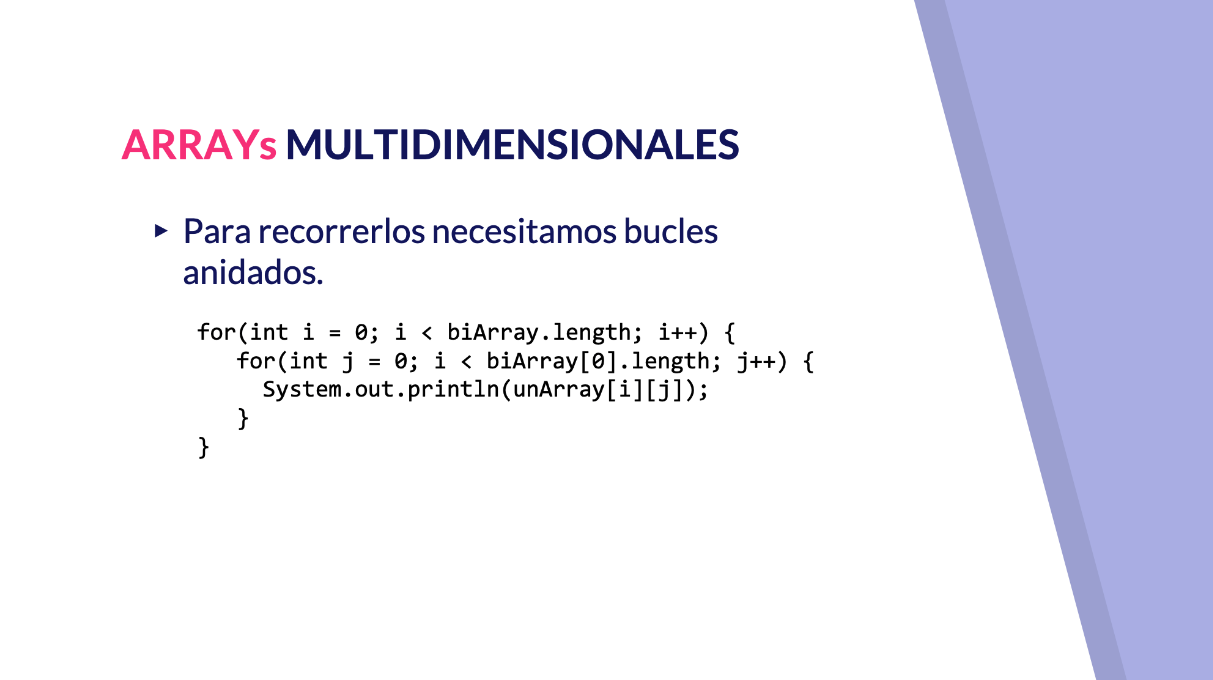 ARRAYs MULTIDIMENSIONALES
▶ Para recorrerlos necesitamos bucles
anidados.
for(int i = 0; i < biArray.length; i++) {
   for(int j = 0; i < biArray[0].length; j++) {
     System.out.println(unArray[i][j]);
   }
}